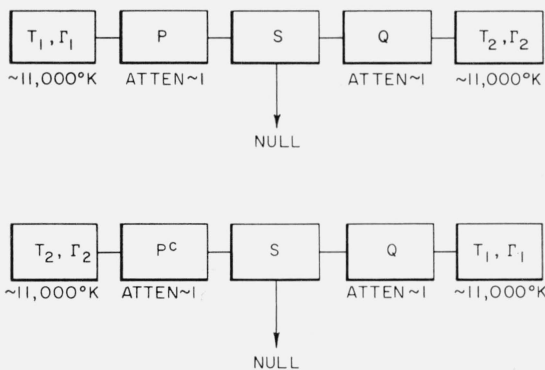 T₁, Γ₁ P S Q T₂, Γ₂
~11,000°K ATTEN~1 ATTEN~1 ~11,000°K
NULL
T₂, Γ₂ Pᶜ S Q T₁, Γ₁
~11,000°K ATTEN~1 ATTEN~1 ~11,000°K
NULL